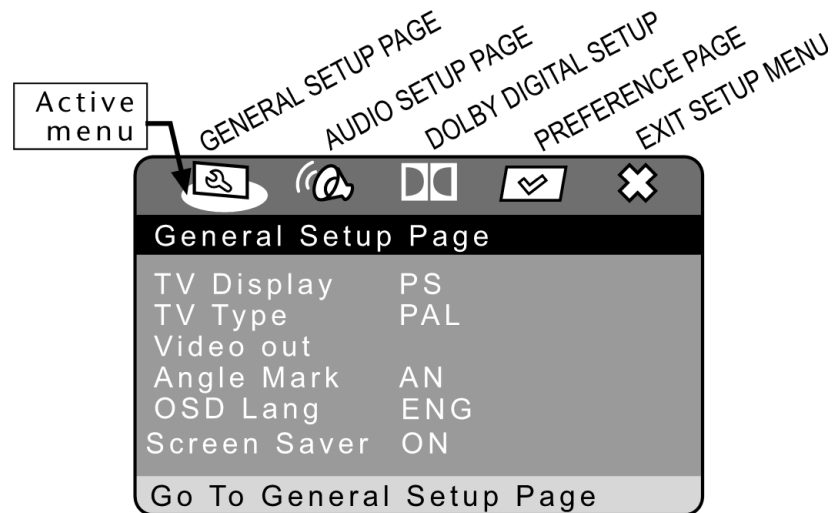 GENERAL SETUP PAGE
AUDIO SETUP PAGE
DOLBY DIGITAL SETUP
PREFERENCE PAGE
EXIT SETUP MENU
Active
menu
General Setup Page
TV Display PS
TV Type PAL
Video out
Angle Mark AN
OSD Lang ENG
Screen Saver ON
Go To General Setup Page